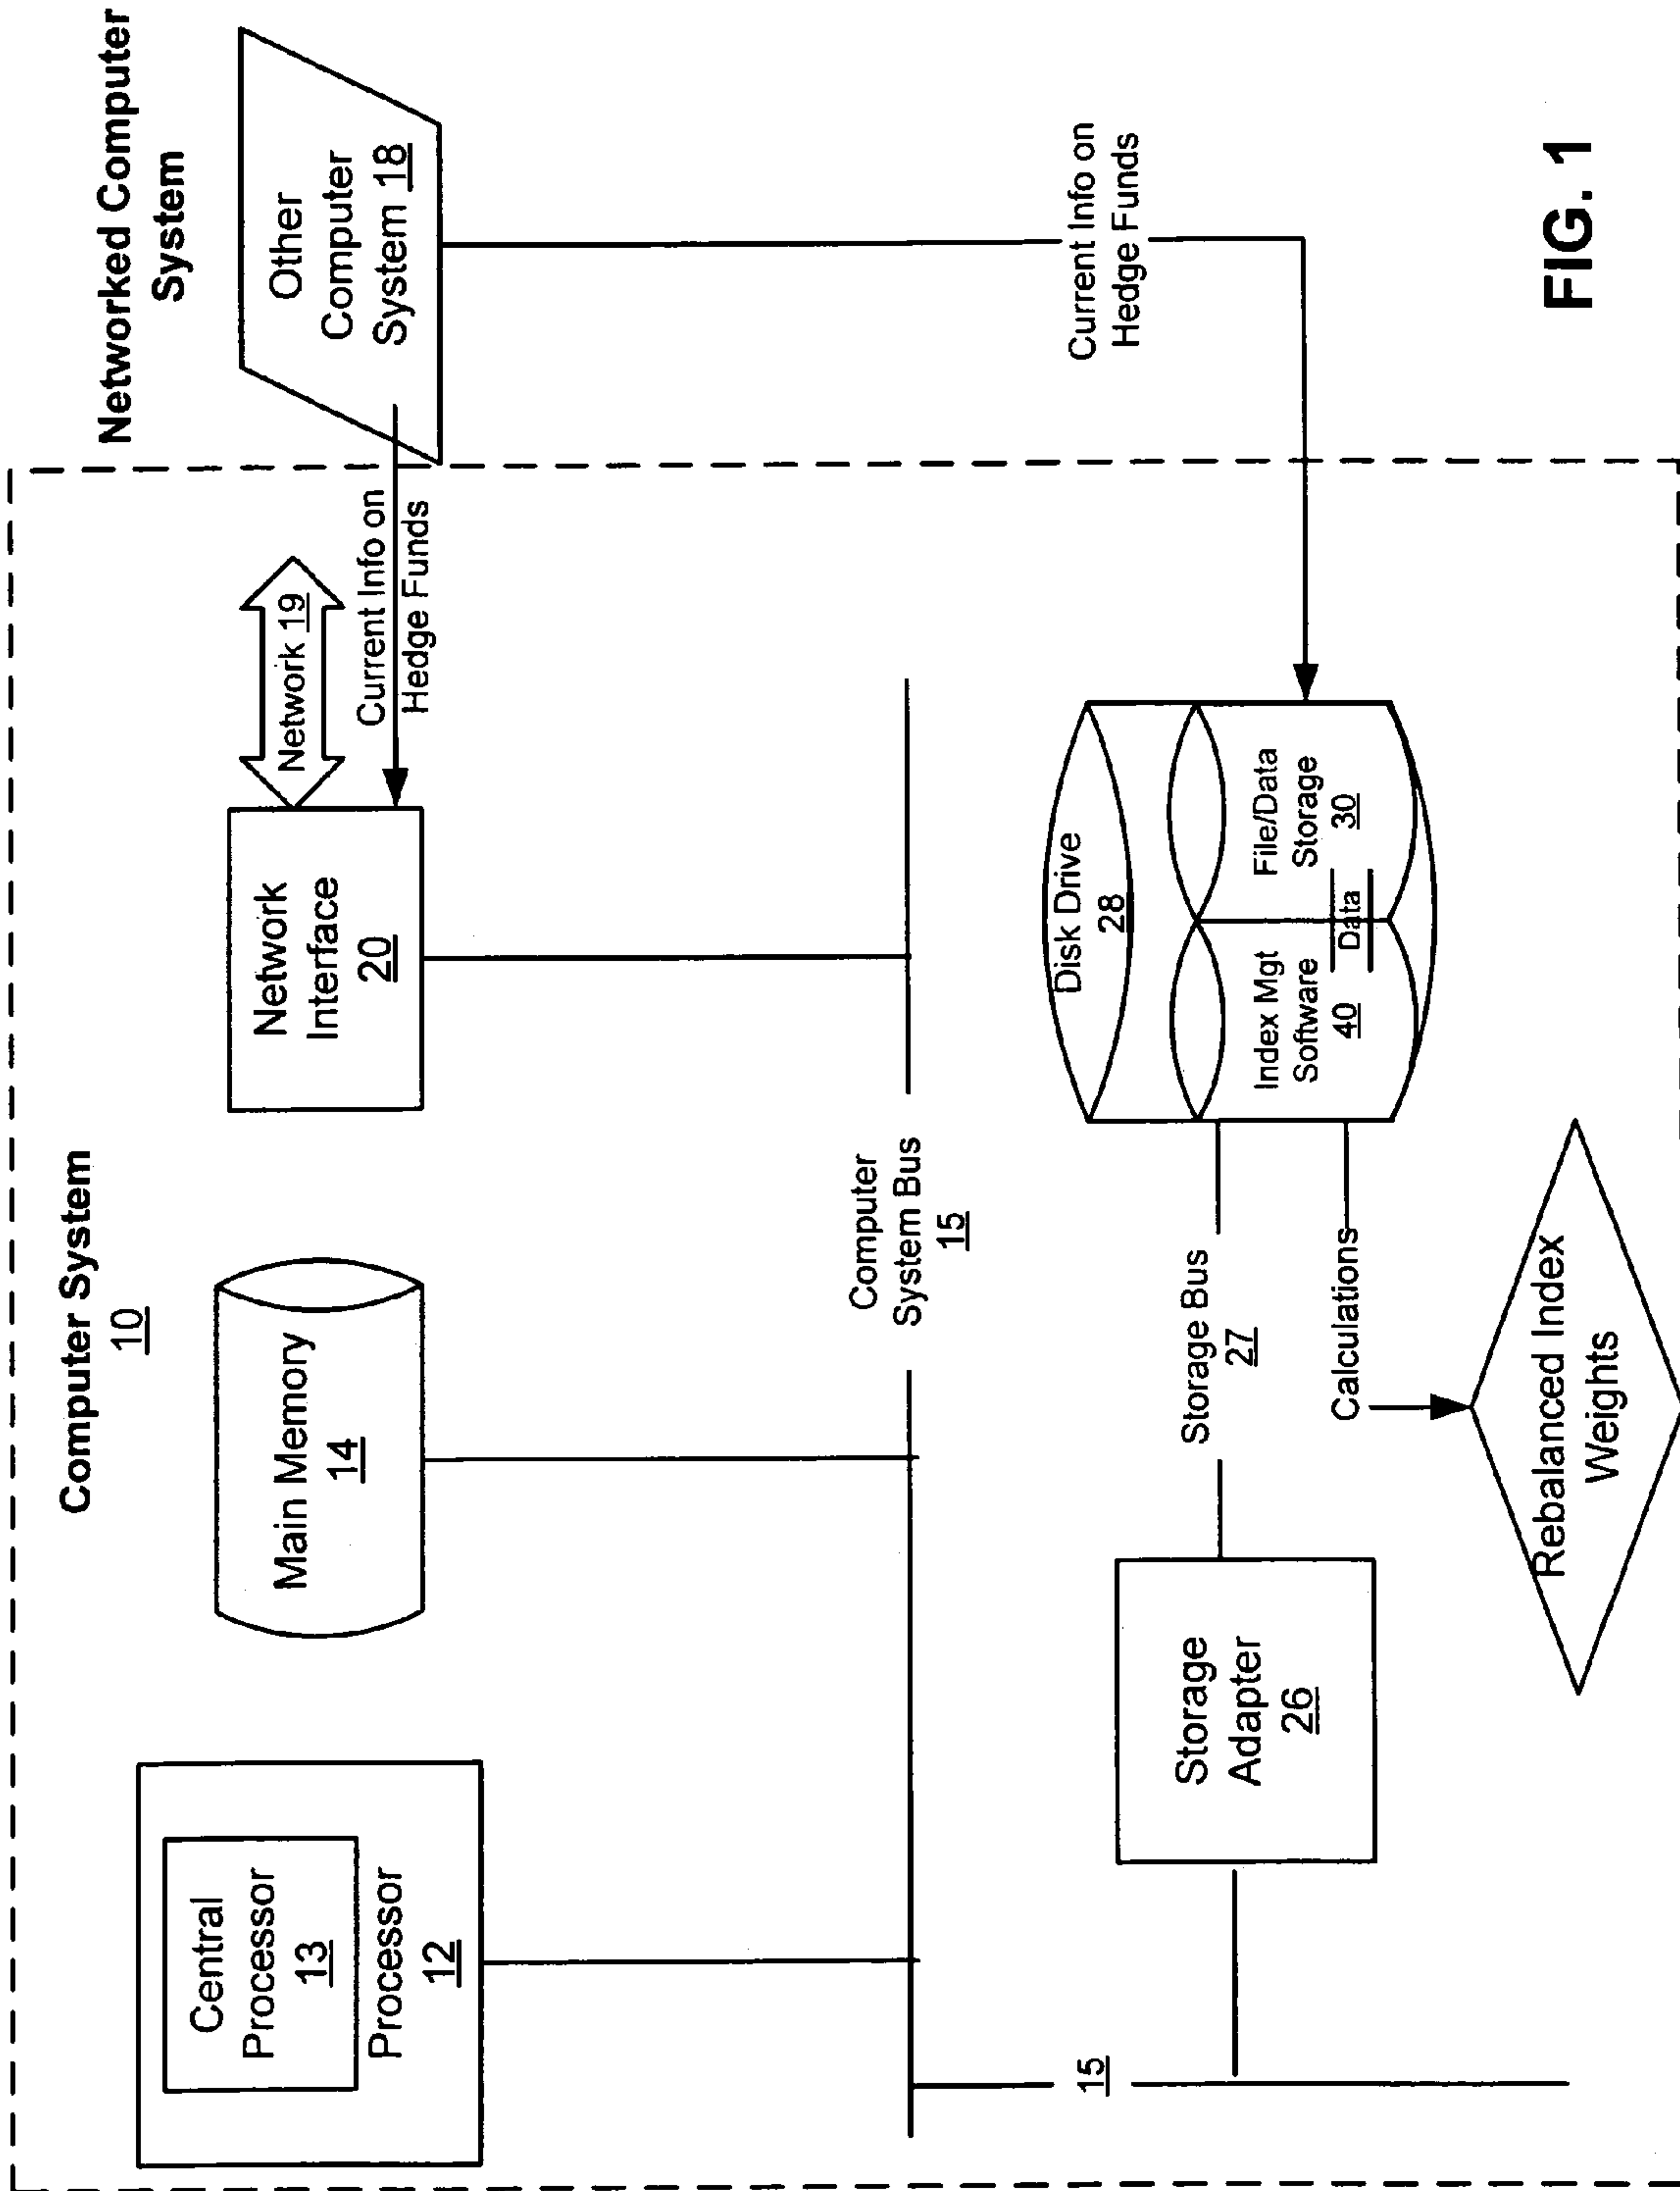 Networked Computer
System
Computer System
10
Central
Processor
13
Processor
12
Main Memory
14
Network
Interface
20
Network 19
Current Info on
Hedge Funds
Other
Computer
System 18
Computer
System Bus
15
15
Storage
Adapter
26
Storage Bus
27
Calculations
Disk Drive
28
Index Mgt
Software
40
Data
File/Data
Storage
30
Current Info on
Hedge Funds
Rebalanced Index
Weights
FIG. 1